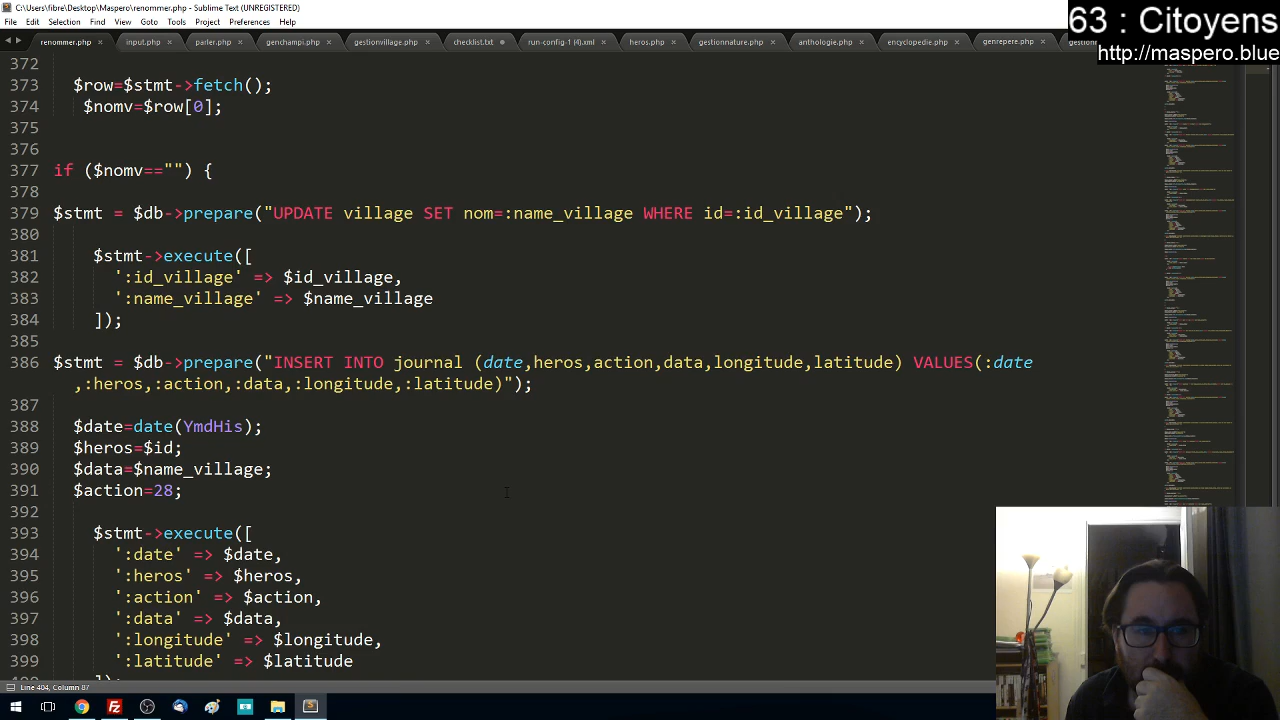 C:\Users\fibre\Desktop\Maspero\renommer.php - Sublime Text (UNREGISTERED)
63 : Citoyens
http://maspero.blue
File Edit Selection Find View Goto Tools Project Preferences Help
renommer.php input.php parler.php genchampi.php gestionvillage.php checklist.txt run-config-1 (4).xml heros.php gestionnature.php anthologie.php encyclopedie.php genrepere.php
372
373 $row=$stmt->fetch();
374 $nomv=$row[0];
375
376
377 if ($nomv=="") {
378
379 $stmt = $db->prepare("UPDATE village SET nom=:name_village WHERE id=:id_village");
380
381 $stmt->execute([
382 ':id_village' => $id_village,
383 ':name_village' => $name_village
384 ]);
385
386 $stmt = $db->prepare("INSERT INTO journal (date,heros,action,data,longitude,latitude) VALUES(:date
,:heros,:action,:data,:longitude,:latitude)");
387
388 $date=date(YmdHis);
389 $heros=$id;
390 $data=$name_village;
391 $action=28;
392
393 $stmt->execute([
394 ':date' => $date,
395 ':heros' => $heros,
396 ':action' => $action,
397 ':data' => $data,
398 ':longitude' => $longitude,
399 ':latitude' => $latitude
Line 404, Column 87